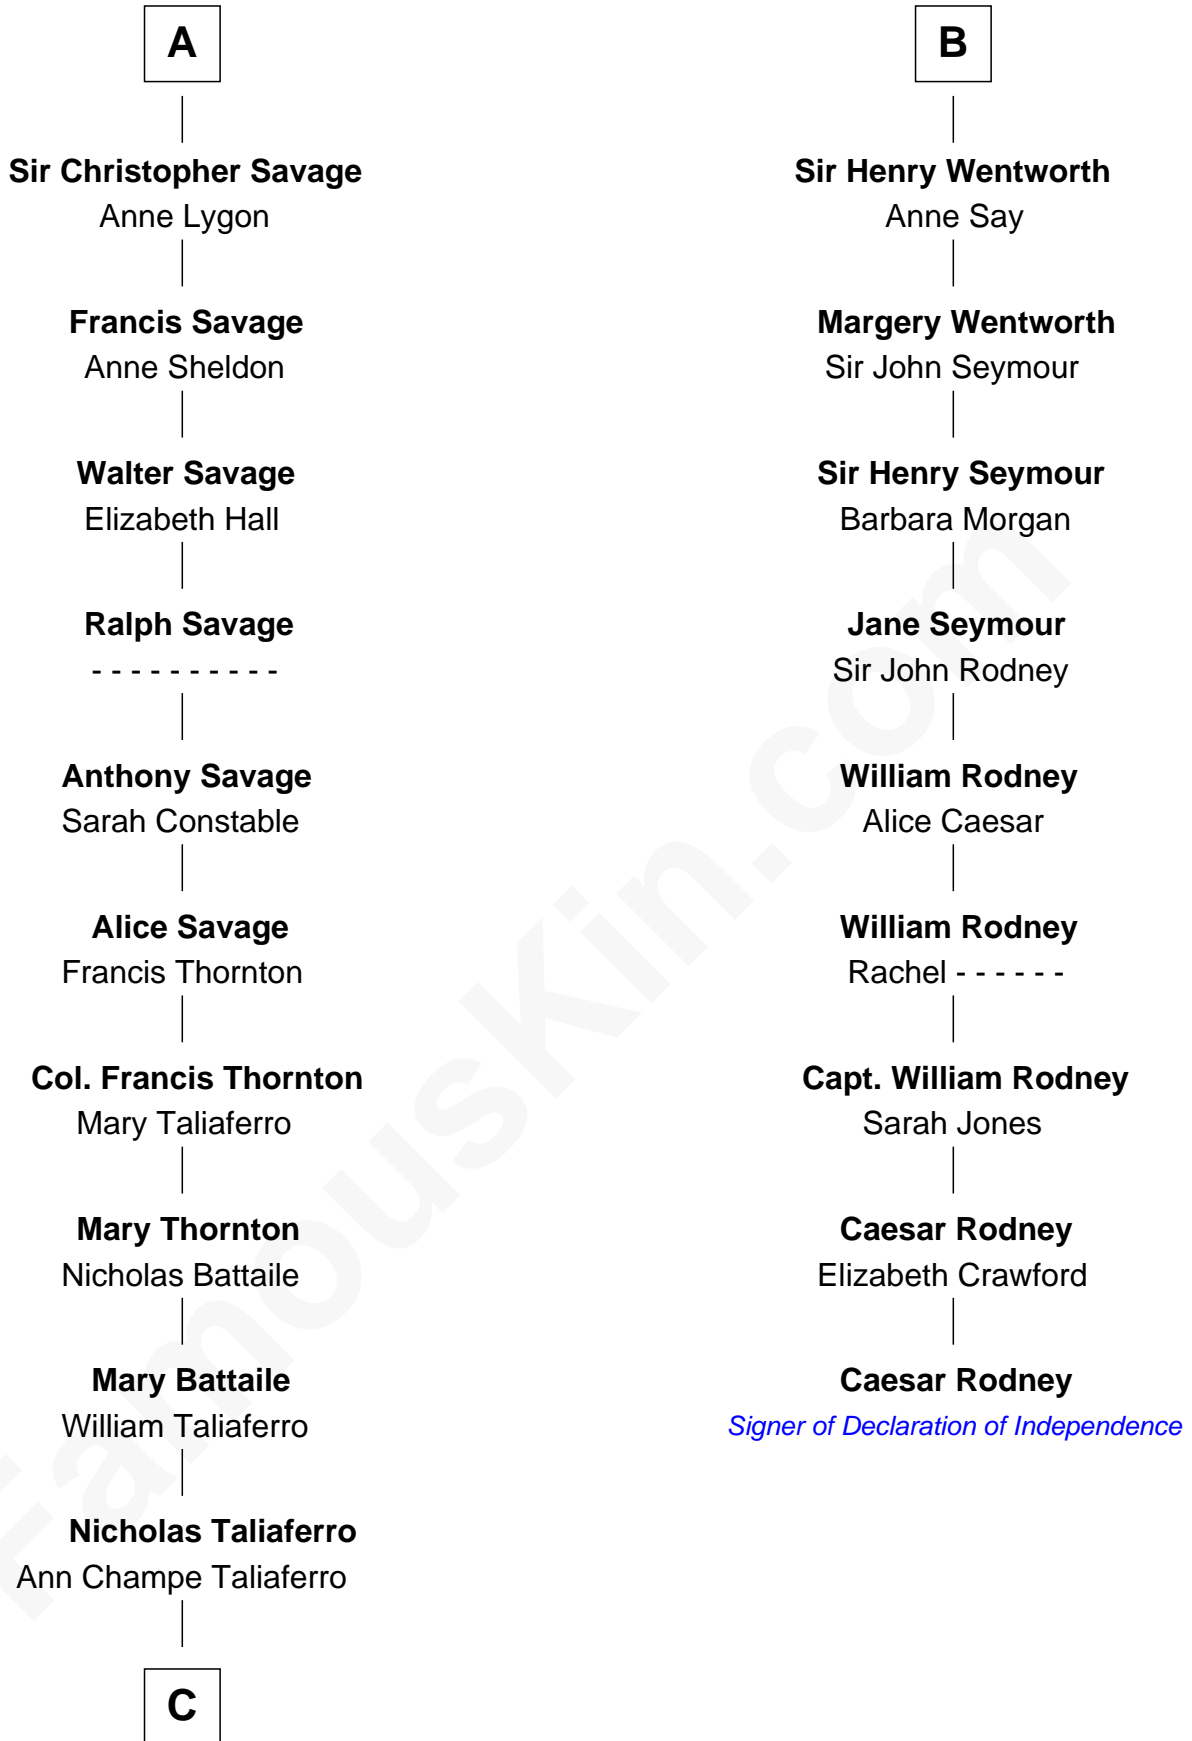 A
Sir Christopher Savage
Anne Lygon
Francis Savage
Anne Sheldon
Walter Savage
Elizabeth Hall
Ralph Savage
- - - - - - - - - -
Anthony Savage
Sarah Constable
Alice Savage
Francis Thornton
Col. Francis Thornton
Mary Taliaferro
Mary Thornton
Nicholas Battaile
Mary Battaile
William Taliaferro
Nicholas Taliaferro
Ann Champe Taliaferro
C
B
Sir Henry Wentworth
Anne Say
Margery Wentworth
Sir John Seymour
Sir Henry Seymour
Barbara Morgan
Jane Seymour
Sir John Rodney
William Rodney
Alice Caesar
William Rodney
Rachel - - - - - -
Capt. William Rodney
Sarah Jones
Caesar Rodney
Elizabeth Crawford
Caesar Rodney
Signer of Declaration of Independence
FamousKin.com